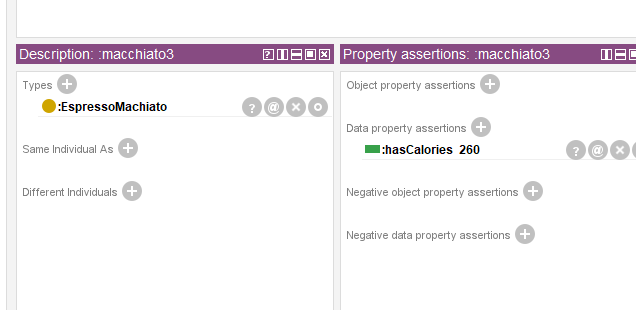 Description: :macchiato3
Types
:EspressoMachiato
Same Individual As
Different Individuals
Property assertions: :macchiato3
Object property assertions
Data property assertions
:hasCalories 260
Negative object property assertions
Negative data property assertions